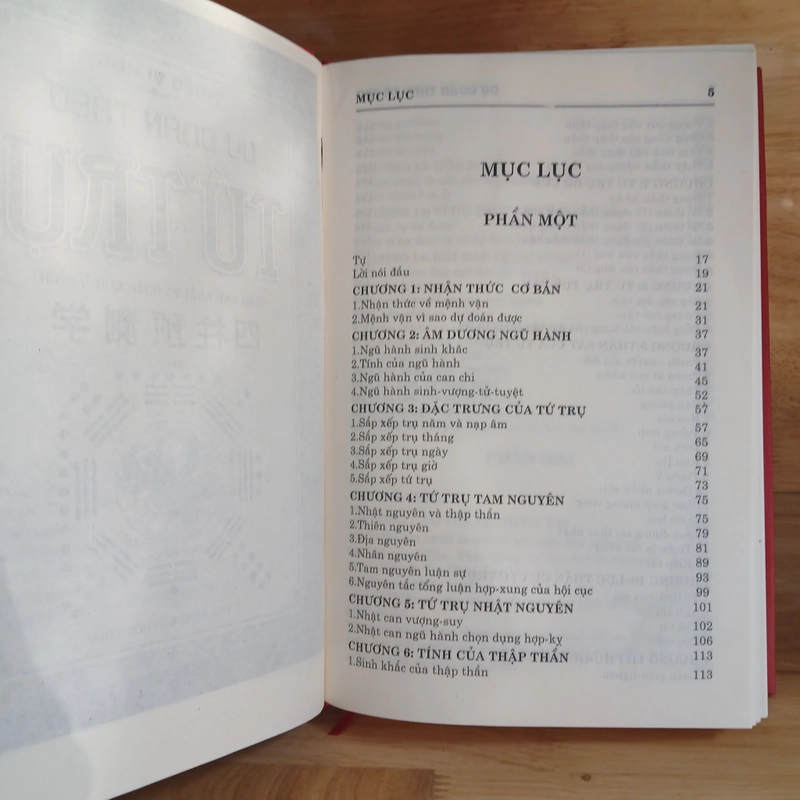 MỤC LỤC 5
MỤC LỤC
PHẦN MỘT
Tự 17
Lời nói đầu 19
CHƯƠNG 1: NHẬN THỨC CƠ BẢN 21
1.Nhận thức về mệnh vận 21
2.Mệnh vận vì sao dự đoán được 31
CHƯƠNG 2: ÂM DƯƠNG NGŨ HÀNH 37
1.Ngũ hành sinh khắc 37
2.Tính của ngũ hành 41
3.Ngũ hành của can chi 45
4.Ngũ hành sinh-vượng-tử-tuyệt 52
CHƯƠNG 3: ĐẶC TRƯNG CỦA TỨ TRỤ 57
1.Sắp xếp trụ năm và nạp âm 57
2.Sắp xếp trụ tháng 65
3.Sắp xếp trụ ngày 69
4.Sắp xếp trụ giờ 71
5.Sắp xếp tứ trụ 73
CHƯƠNG 4: TỨ TRỤ TAM NGUYÊN 75
1.Nhật nguyên và thập thần 75
2.Thiên nguyên 79
3.Địa nguyên 81
4.Nhân nguyên 89
5.Tam nguyên luận sự 93
6.Nguyên tắc tổng luận hợp-xung của hội cục 99
CHƯƠNG 5: TỨ TRỤ NHẬT NGUYÊN 101
1.Nhật can vượng-suy 102
2.Nhật can ngũ hành chọn dụng hợp-kỵ 106
CHƯƠNG 6: TÍNH CỦA THẬP THẦN 113
1.Sinh khắc của thập thần 113